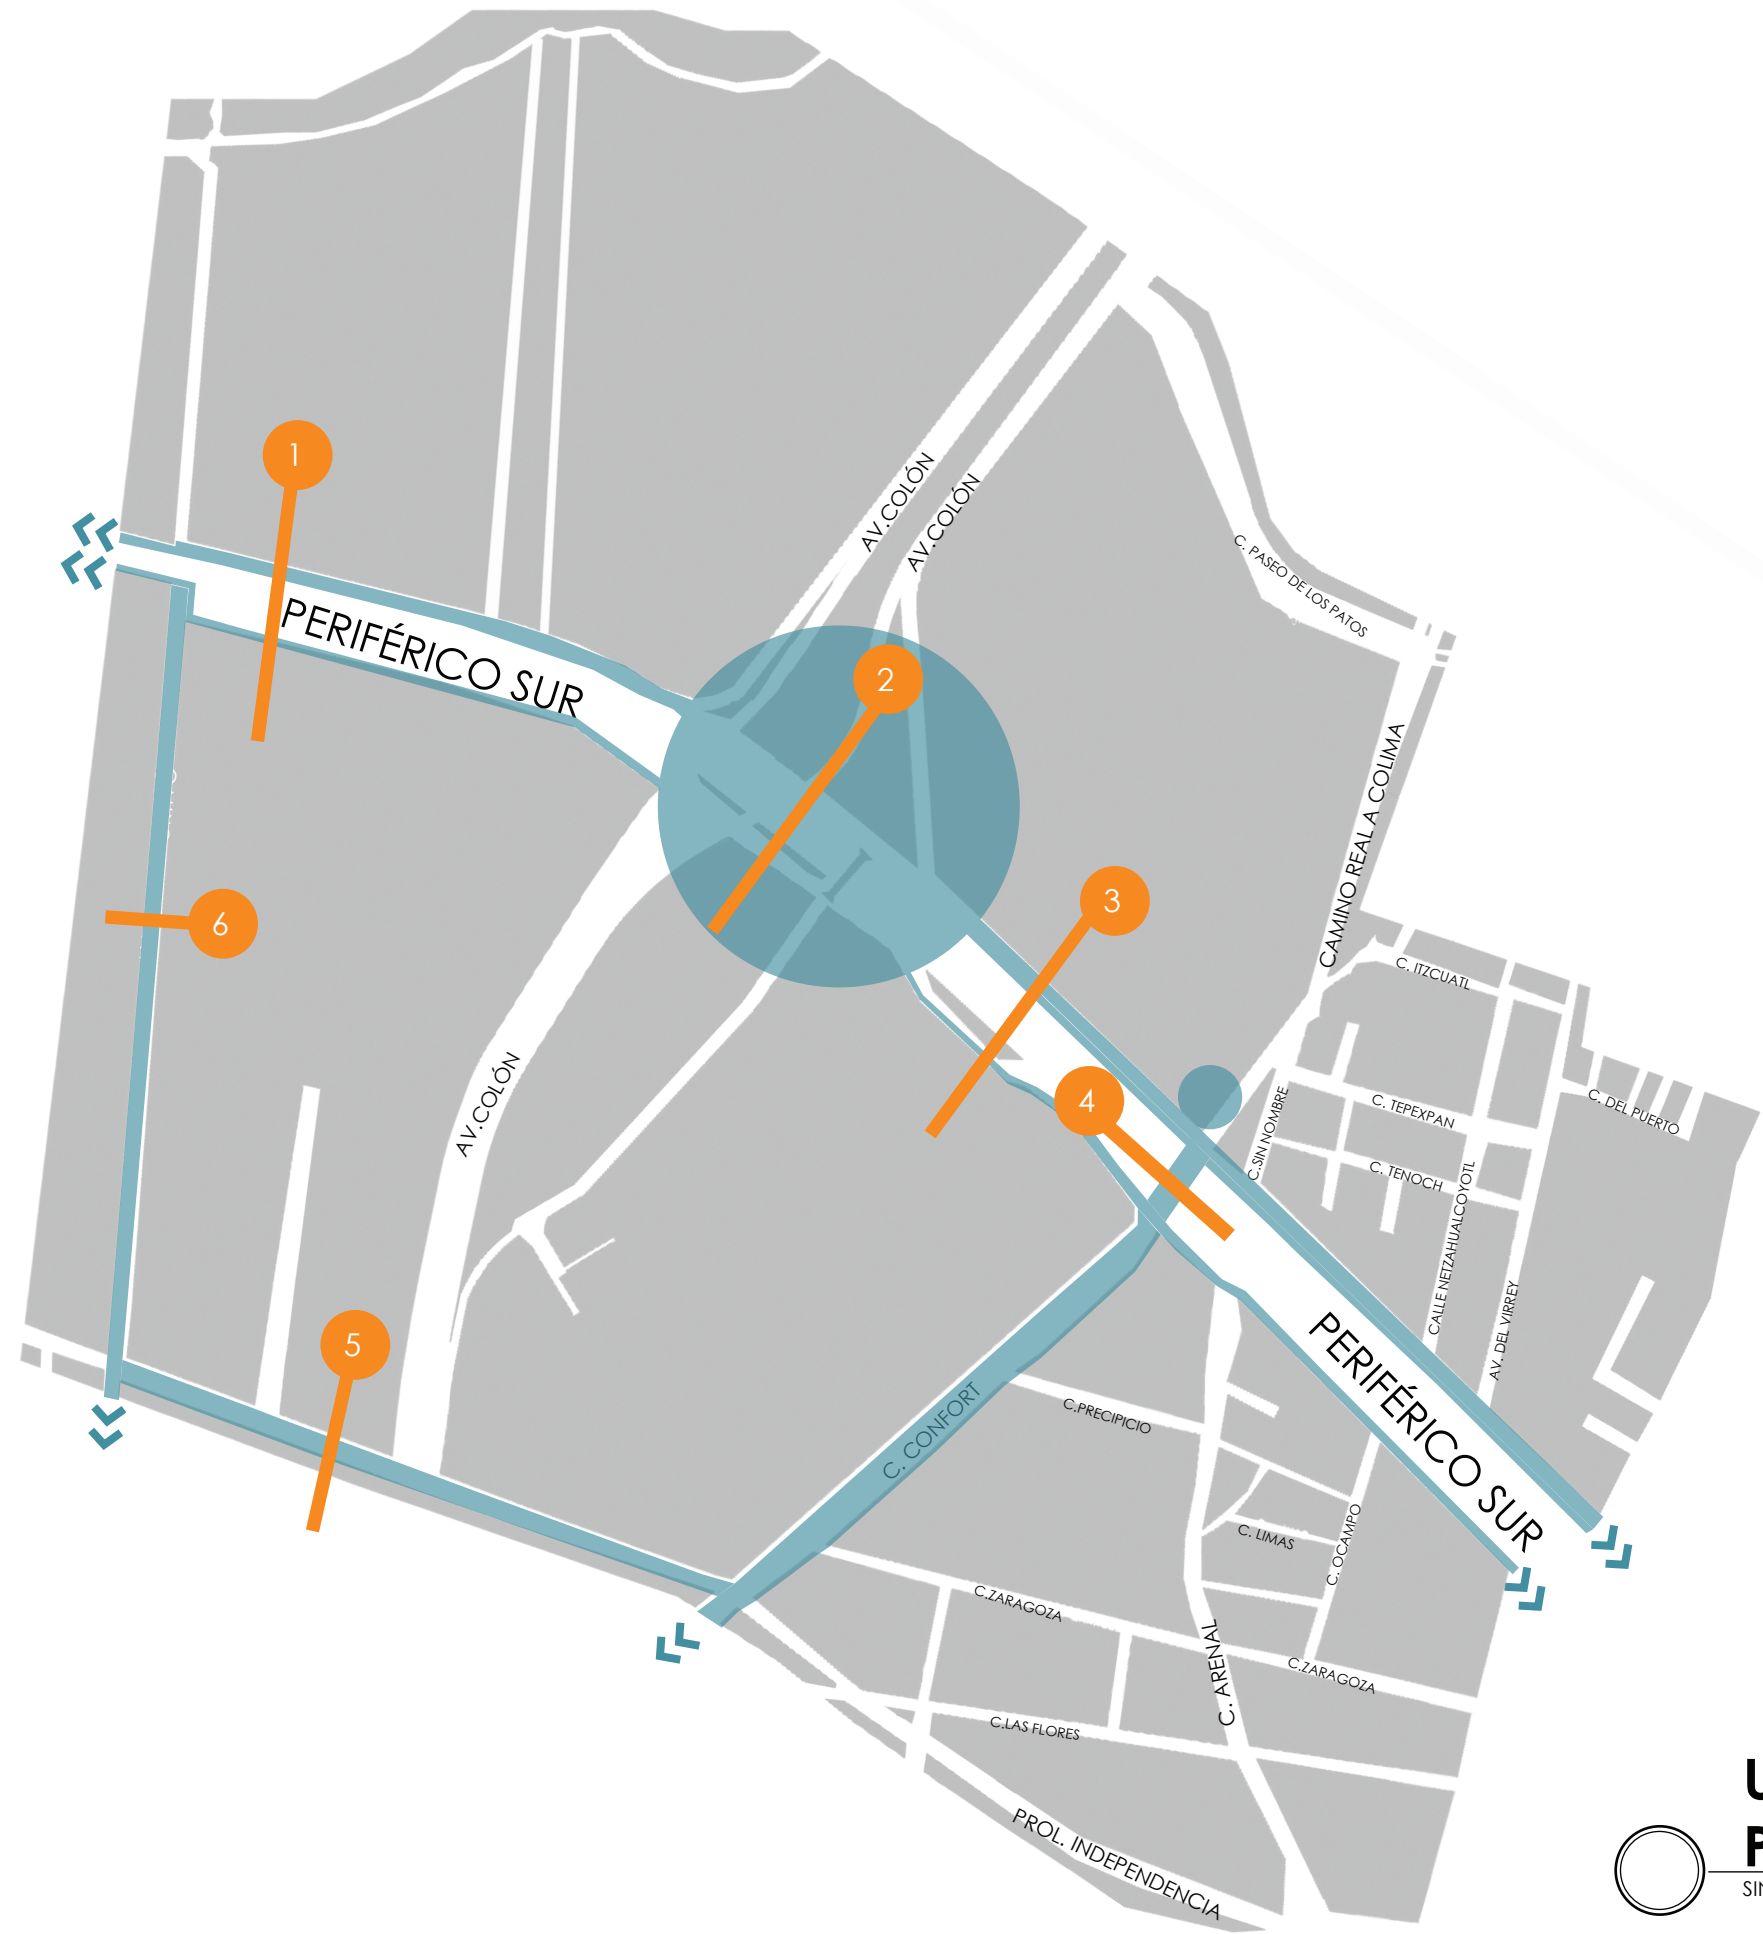 1
AV.COLÓN
AV.COLÓN
C. PASEO DE LOS PATOS
PERIFÉRICO SUR
2
CAMINO REAL A COLIMA
3
6
C. ITZCUATL
4
C. TEPEXPAN
C. DEL PUERTO
C.SIN NOMBRE
C. TENOCH
AV.COLÓN
CALLE NETZAHUALCOYOTL
AV. DEL VIRREY
5
PERIFÉRICO SUR
C.PRECIPICIO
C. CONFORT
C. LIMAS
C. OCAMPO
C.ZARAGOZA
C. ARENAL
C.ZARAGOZA
C.LAS FLORES
PROL. INDEPENDENCIA
U
P
SIN